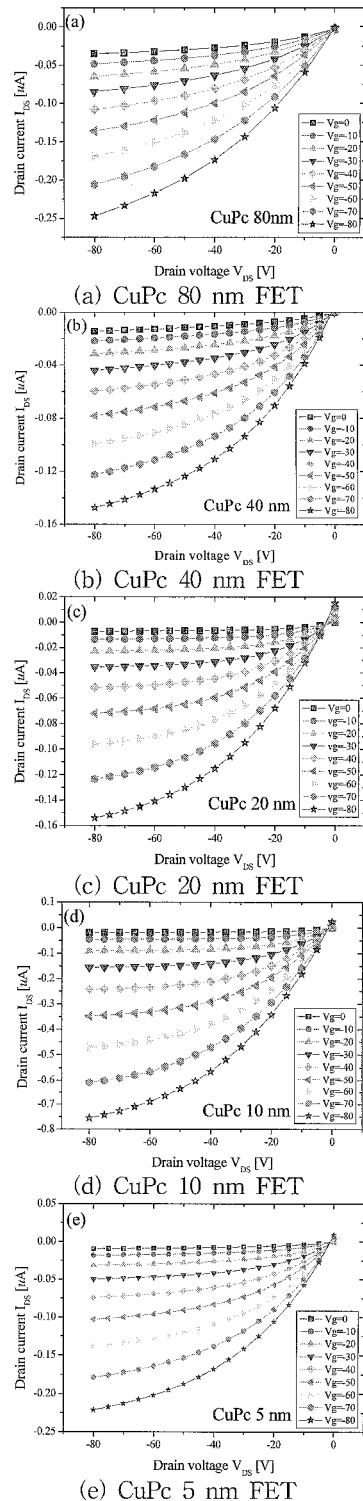 (a)
0.00
-0.05
-0.10
-0.15
-0.20
-0.25
Drain current I_DS [uA]
Vg=0
Vg=-10
Vg=-20
Vg=-30
Vg=-40
Vg=-50
Vg=-60
Vg=-70
Vg=-80
CuPc 80nm
-80 -60 -40 -20 0
Drain voltage V_DS [V]
(a) CuPc 80 nm FET
(b)
0.00
-0.04
-0.08
-0.12
-0.16
Drain current I_DS [uA]
Vg=0
Vg=-10
Vg=-20
Vg=-30
Vg=-40
Vg=-50
Vg=-60
Vg=-70
Vg=-80
CuPc 40 nm
-80 -60 -40 -20 0
Drain voltage V_DS [V]
(b) CuPc 40 nm FET
(c)
0.02
0.00
-0.02
-0.04
-0.06
-0.08
-0.10
-0.12
-0.14
-0.16
Drain current I_DS [uA]
Vg=0
vg=-10
vg=-20
vg=-30
vg=-40
vg=-50
vg=-60
vg=-70
vg=-80
CuPc 20 nm
-80 -60 -40 -20 0
Drain voltage V_DS [V]
(c) CuPc 20 nm FET
(d)
0.1
0.0
-0.1
-0.2
-0.3
-0.4
-0.5
-0.6
-0.7
-0.8
Drain current I_DS [uA]
Vg=0
Vg=-10
Vg=-20
Vg=-30
Vg=-40
Vg=-50
Vg=-60
Vg=-70
Vg=-80
CuPc 10 nm
-80 -60 -40 -20 0
Drain voltage V_DS [V]
(d) CuPc 10 nm FET
(e)
0.05
0.00
-0.05
-0.10
-0.15
-0.20
-0.25
Drain current I_DS [uA]
Vg=0
Vg=-10
Vg=-20
Vg=-30
Vg=-40
Vg=-50
Vg=-60
Vg=-70
Vg=-80
CuPc 5 nm
-80 -60 -40 -20 0
Drain voltage V_DS [V]
(e) CuPc 5 nm FET